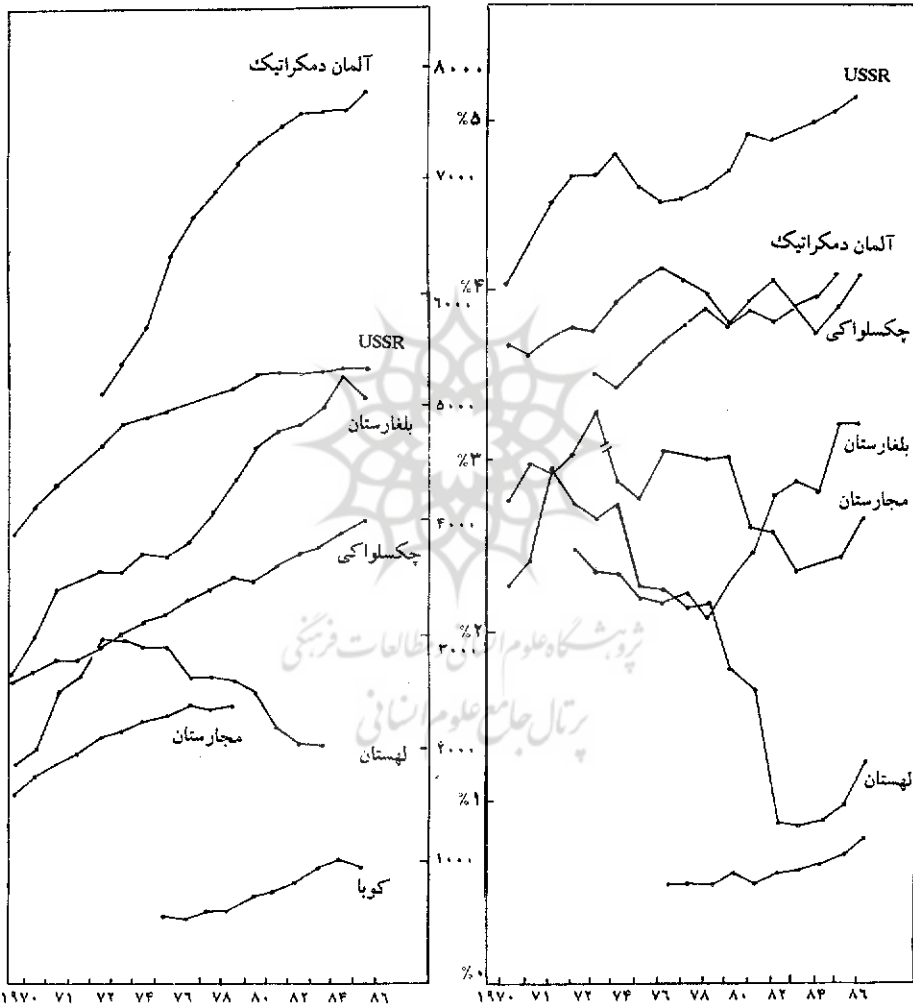 آلمان دمکراتیک
USSR
بلغارستان
چکسلواکی
مجارستان
لهستان
کوبا
۸۰۰۰
۷۰۰۰
۶۰۰۰
۵۰۰۰
۴۰۰۰
۳۰۰۰
۲۰۰۰
۱۰۰۰
۱۹۷۰ ۷۱ ۷۲ ۷۴ ۷۶ ۷۸ ۸۰ ۸۲ ۸۴ ۸۶
USSR
آلمان دمکراتیک
چکسلواکی
بلغارستان
مجارستان
لهستان
%۵
%۴
%۳
%۲
%۱
%۰
۱۹۷۰ ۷۱ ۷۲ ۷۴ ۷۶ ۷۸ ۸۰ ۸۲ ۸۴ ۸۶
پژوهشگاه علوم انسانی و مطالعات فرهنگی
پرتال جامع علوم انسانی